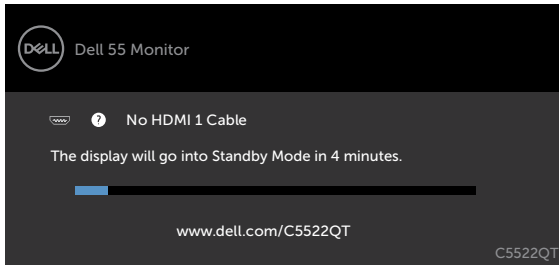 DELL
Dell 55 Monitor
? No HDMI 1 Cable
The display will go into Standby Mode in 4 minutes.
www.dell.com/C5522QT
C5522QT